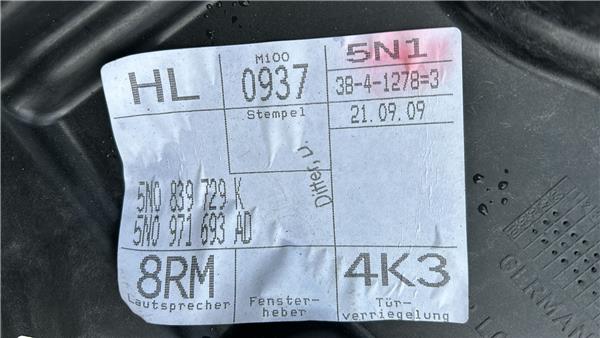 HL
M100
0937
Stempel
5N1
38-4-1278=3
21.09.09
Ditter, J.
5N0 839 729 K
5N0 971 693 AD
8RM
Lautsprecher
Fenster-
heber
4K3
Tür-
verriegelung
GERMAN